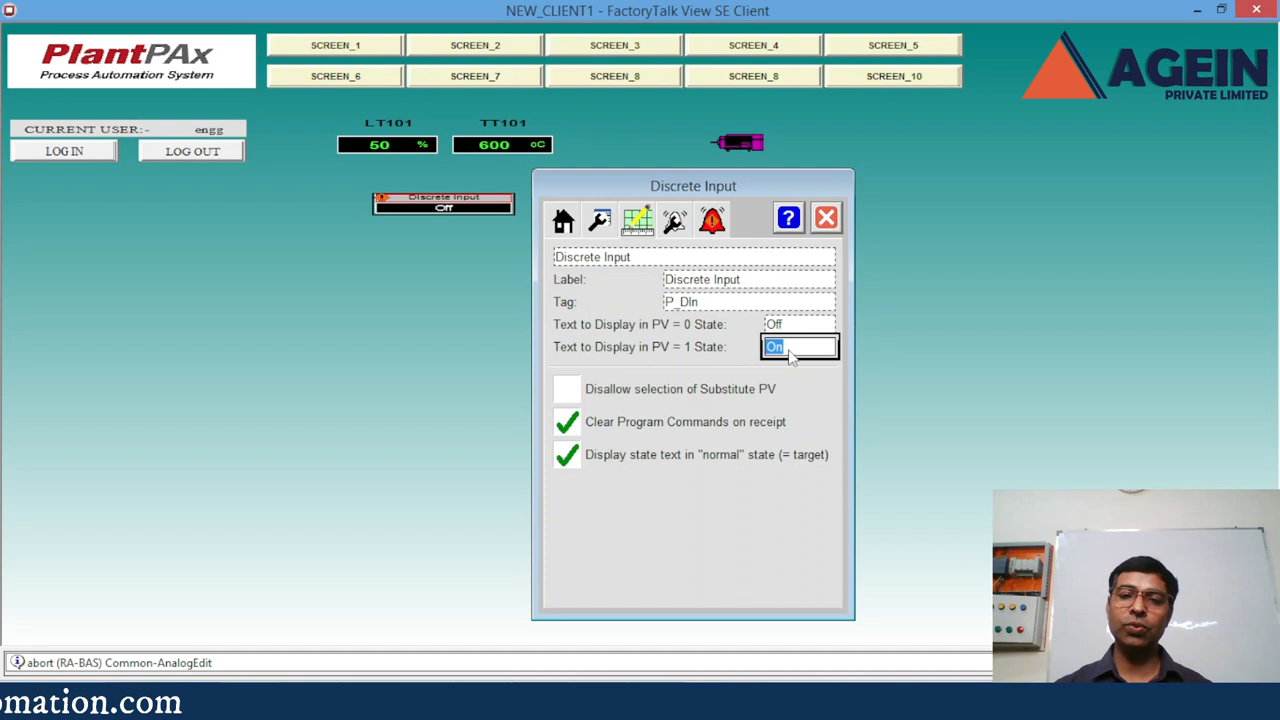 NEW_CLIENT1 - FactoryTalk View SE Client
PlantPAx
Process Automation System
SCREEN_1 SCREEN_2 SCREEN_3 SCREEN_4 SCREEN_5
SCREEN_6 SCREEN_7 SCREEN_8 SCREEN_8 SCREEN_10
AGEIN
PRIVATE LIMITED
CURRENT USER:- engg
LOG IN LOG OUT
LT101 TT101
50 % 600 oC
Discrete Input
Off
Discrete Input
?
Discrete Input
Label: Discrete Input
Tag: P_DIn
Text to Display in PV = 0 State: Off
Text to Display in PV = 1 State: On
Disallow selection of Substitute PV
Clear Program Commands on receipt
Display state text in "normal" state (= target)
abort (RA-BAS) Common-AnalogEdit
omation.com